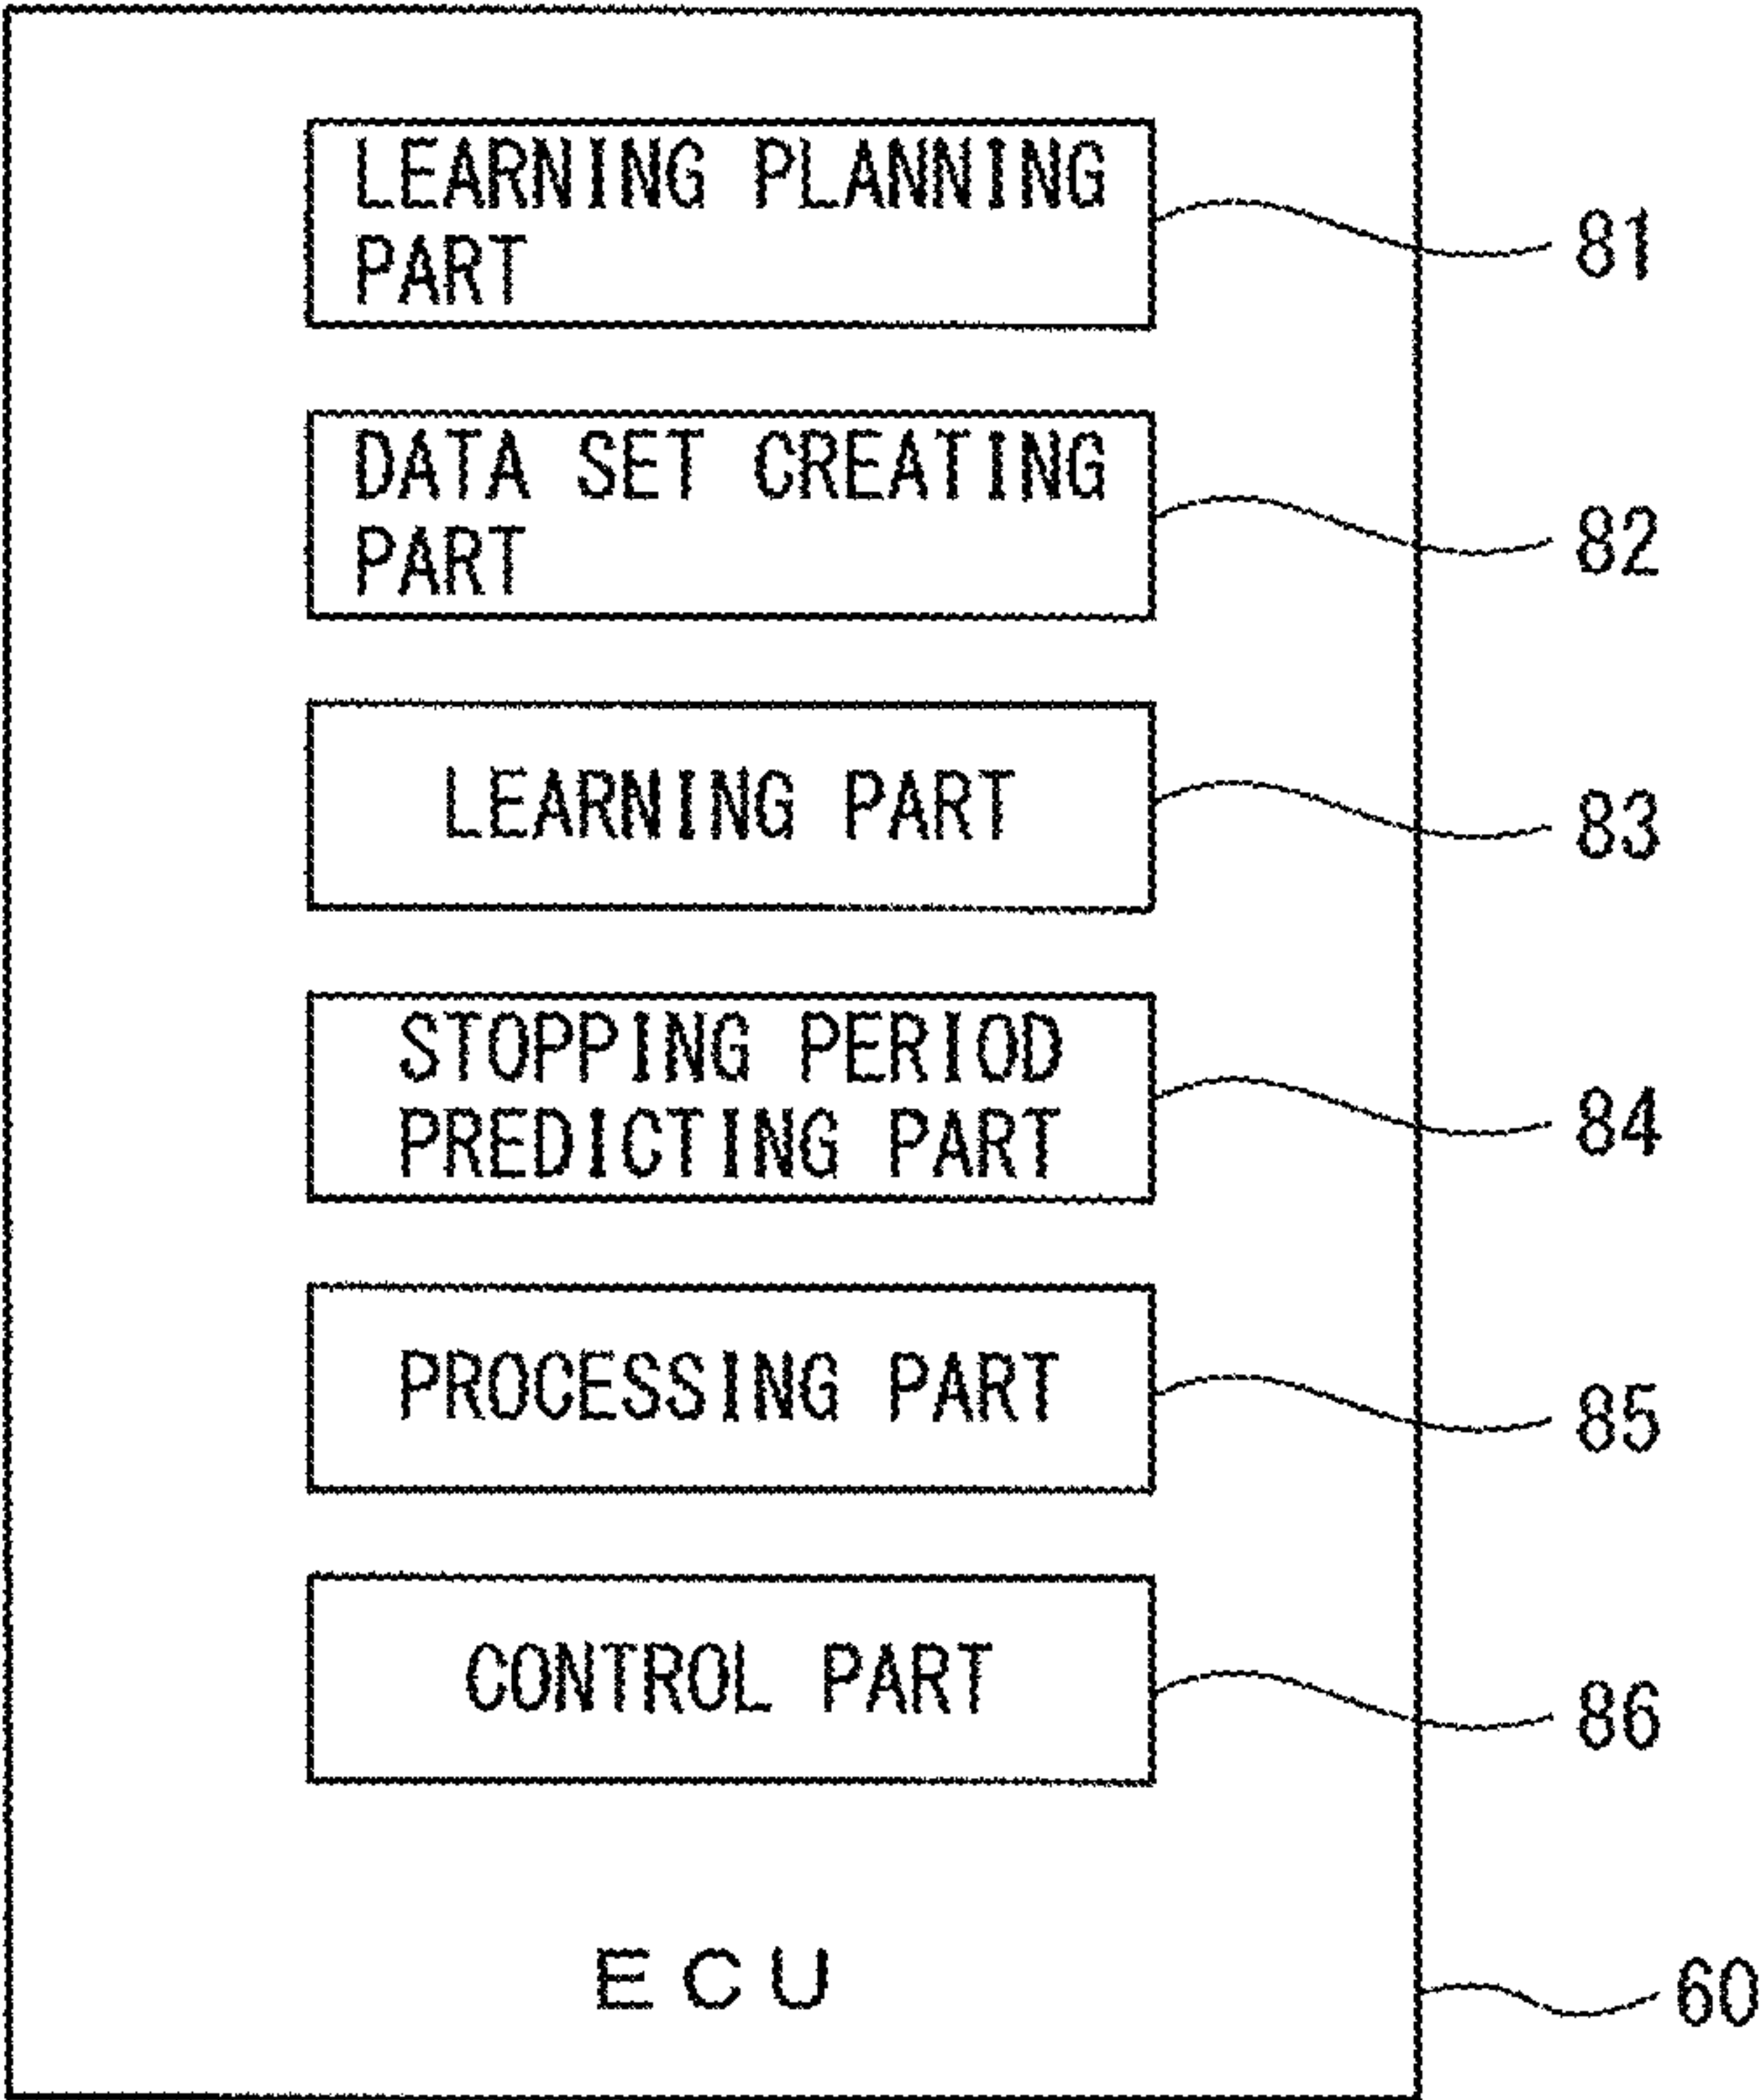 LEARNING PLANNING
PART
81
DATA SET CREATING
PART
82
LEARNING PART
83
STOPPING PERIOD
PREDICTING PART
84
PROCESSING PART
85
CONTROL PART
86
ECU
60